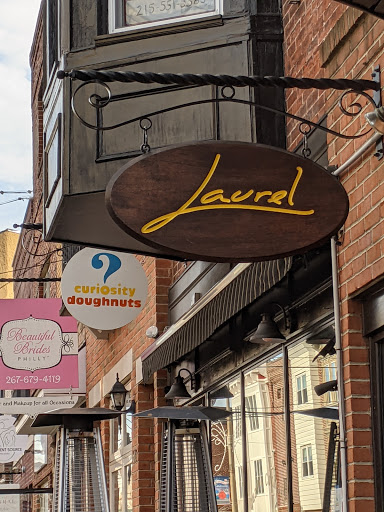 Laurel
curiosity
doughnuts
Beautiful
Brides
PHILLY
267-679-4119
and Makeup for all Occasions